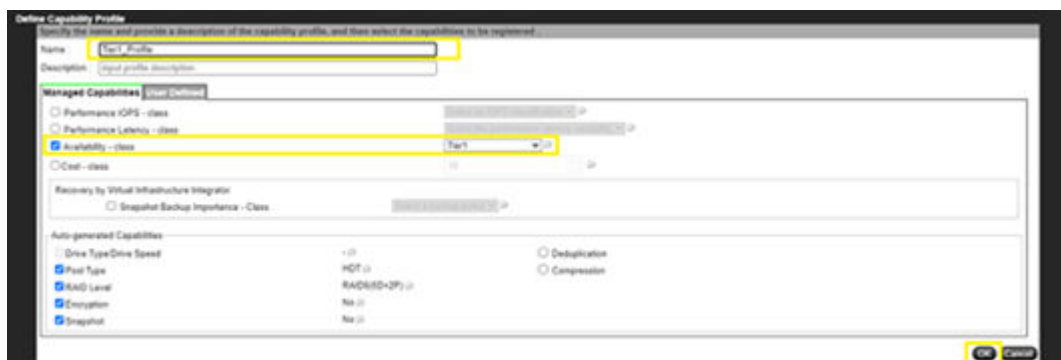 Define Capability Profile
Specify the name and provide a description of the capability profile, and then select the capabilities to be registered .
Name : Tier1_Profile
Description : Input profile description.
Managed Capabilities User Defined
Performance IOPS - class
Performance Latency - class
Availability - class Tier1
Cost - class 10
Recovery by Virtual Infrastructure Integrator
Snapshot Backup Importance - Class
Auto-generated Capabilities
Drive Type/Drive Speed - Deduplication
Pool Type HDT Compression
RAID Level RAID6(6D+2P)
Encryption No
Snapshot No
OK Cancel